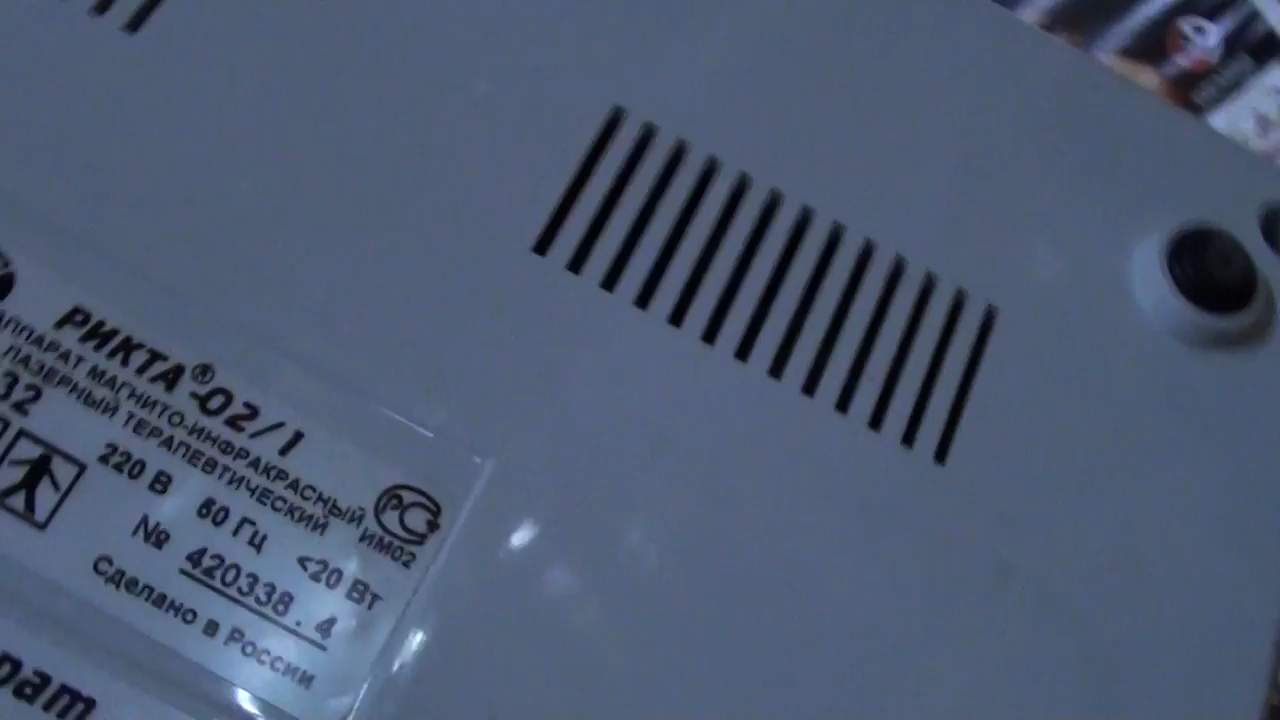 РИКТА®-02/1
АППАРАТ МАГНИТО-ИНФРАКРАСНЫЙ
ЛАЗЕРНЫЙ ТЕРАПЕВТИЧЕСКИЙ
32
РС
ИМ02
220 В 50 Гц <20 Вт
№ 420338.4
Сделано в России